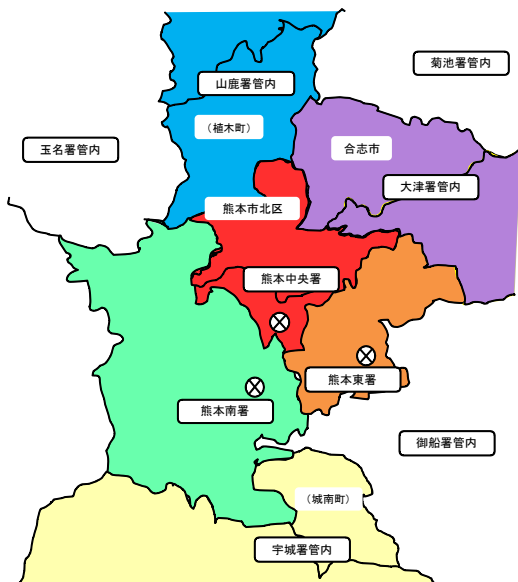 菊池署管内
山鹿署管内
（植木町）
玉名署管内
合志市
大津署管内
熊本市北区
熊本中央署
熊本東署
熊本南署
御船署管内
（城南町）
宇城署管内